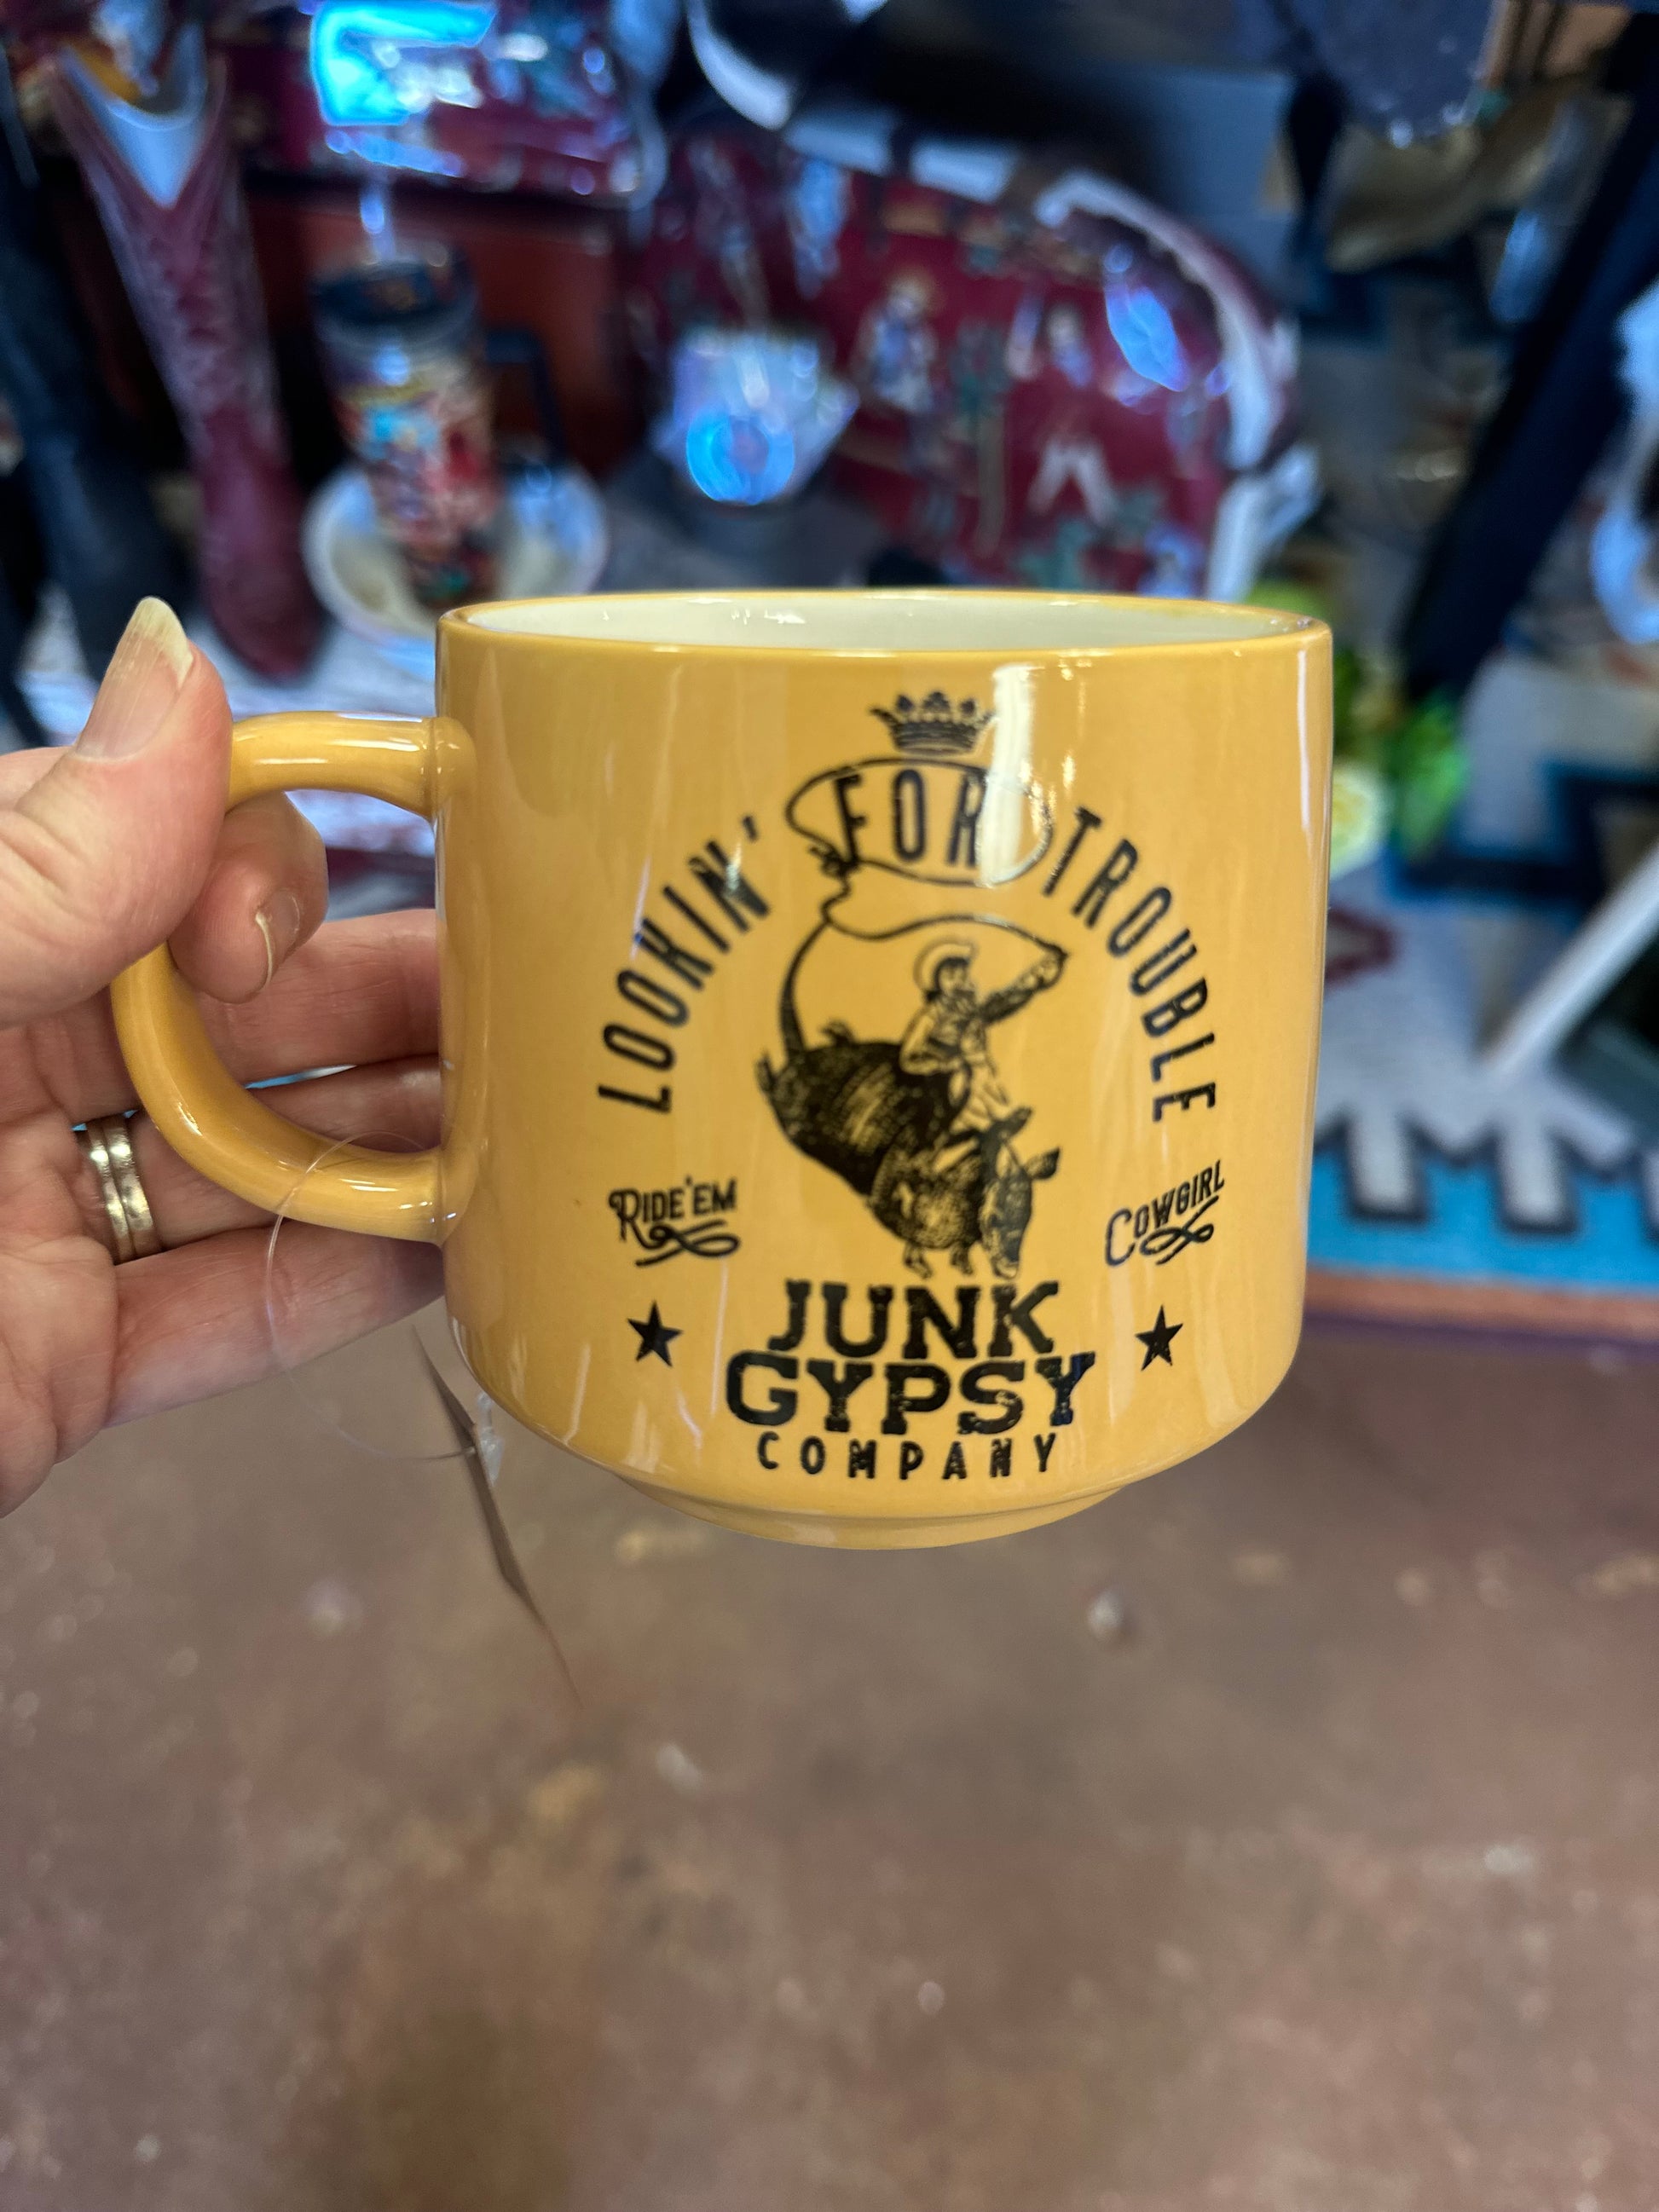 LOOKIN' FOR TROUBLE
RIDE'EM
COWGIRL
JUNK
GYPSY
COMPANY